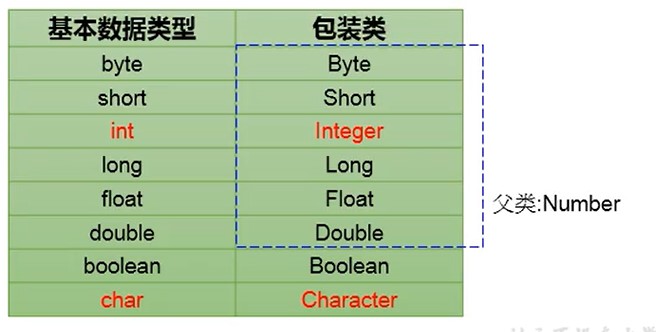 基本数据类型 包装类
byte Byte
short Short
int Integer
long Long
float Float
double Double
boolean Boolean
char Character
父类:Number